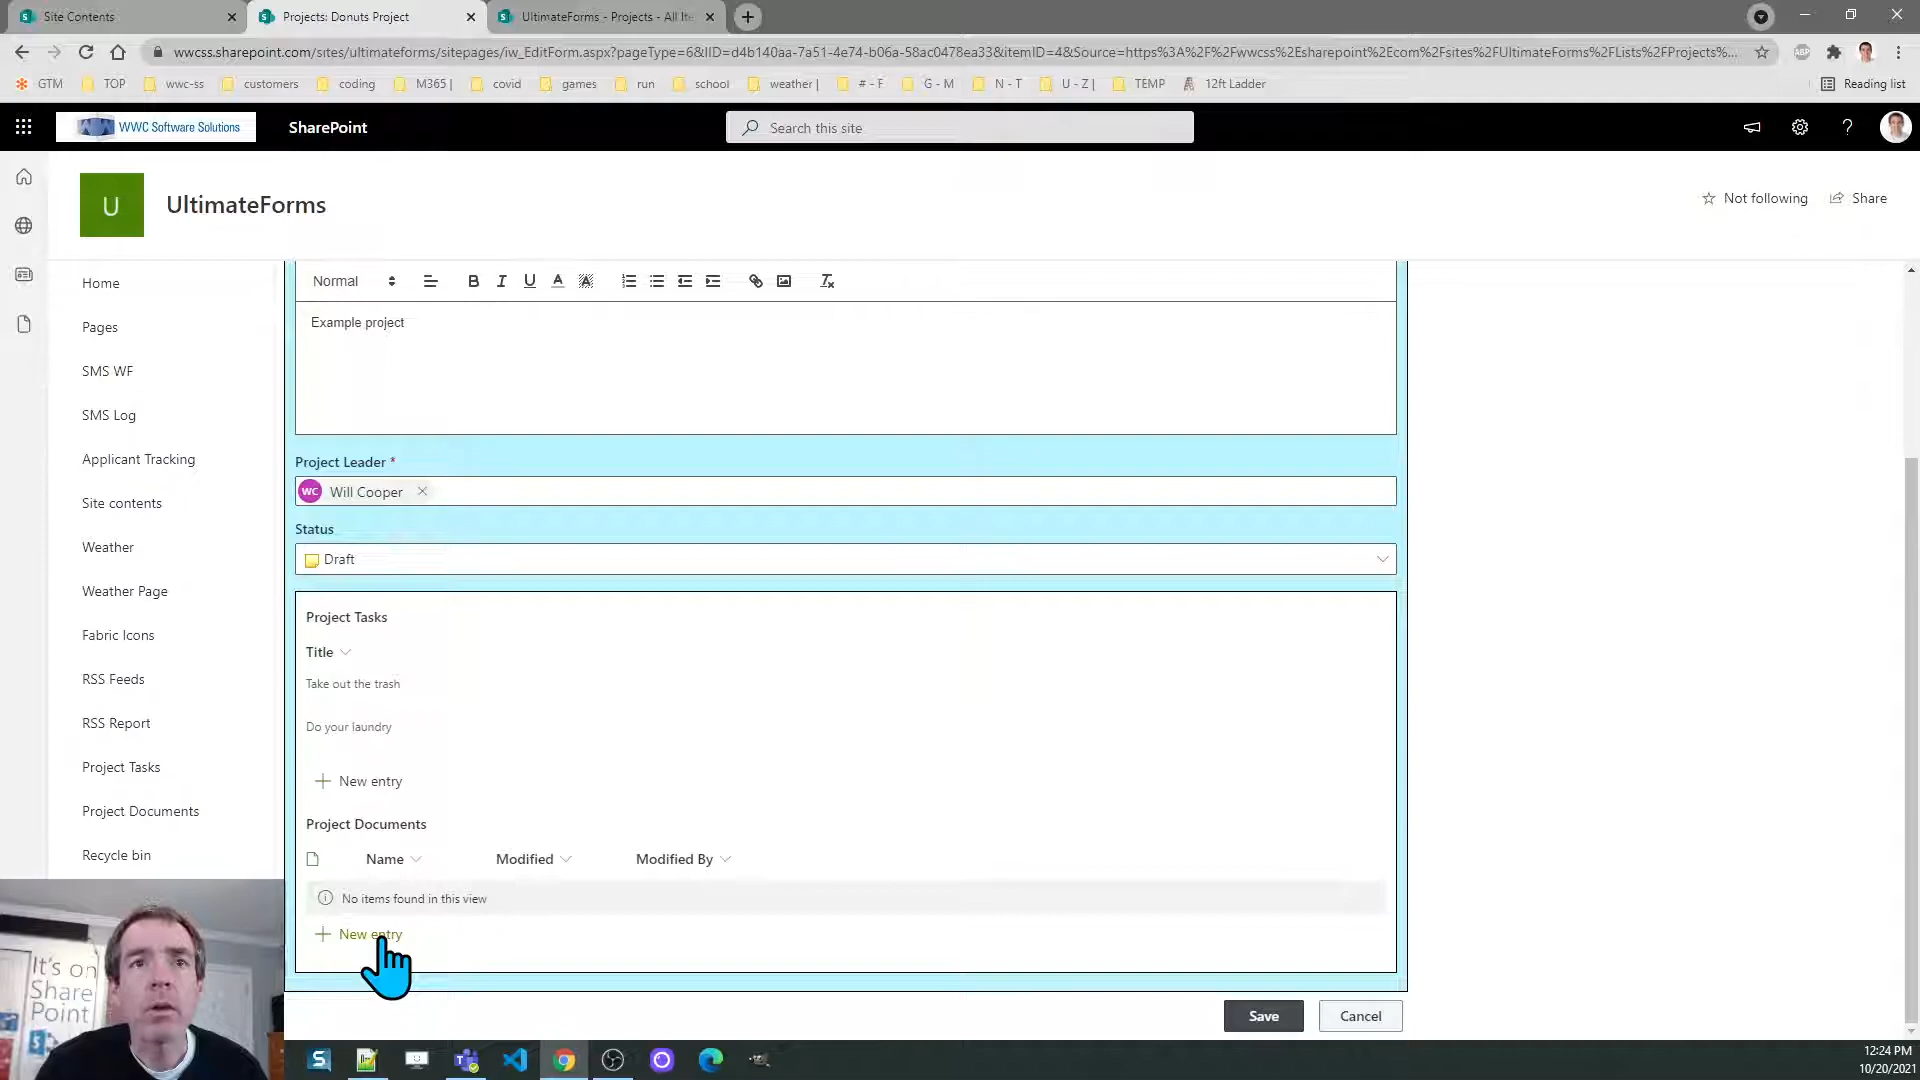 Site Contents
Projects: Donuts Project
UltimateForms - Projects - All Ite
wwcss.sharepoint.com/sites/ultimateforms/sitepages/iw_EditForm.aspx?pageType=6&lID=d4b140aa-7a51-4e74-b06a-58ac0478ea33&itemID=4&Source=https%3A%2F%2Fwwcss%2Esharepoint%2Ecom%2Fsites%2FUltimateForms%2FLists%2FProjects%...
ABP
GTM
TOP
wwc-ss
customers
coding
M365 |
covid
games
run
school
weather |
# - F
G - M
N - T
U - Z |
TEMP
12ft Ladder
Reading list
WWC Software Solutions
SharePoint
Search this site
U
UltimateForms
Not following
Share
Home
Pages
SMS WF
SMS Log
Applicant Tracking
Site contents
Weather
Weather Page
Fabric Icons
RSS Feeds
RSS Report
Project Tasks
Project Documents
Recycle bin
Normal
Example project
Project Leader *
WC Will Cooper
Status
Draft
Project Tasks
Title
Take out the trash
Do your laundry
New entry
Project Documents
Name Modified Modified By
No items found in this view
New entry
Save
Cancel
It's on
Share
Point
12:24 PM
10/20/2021